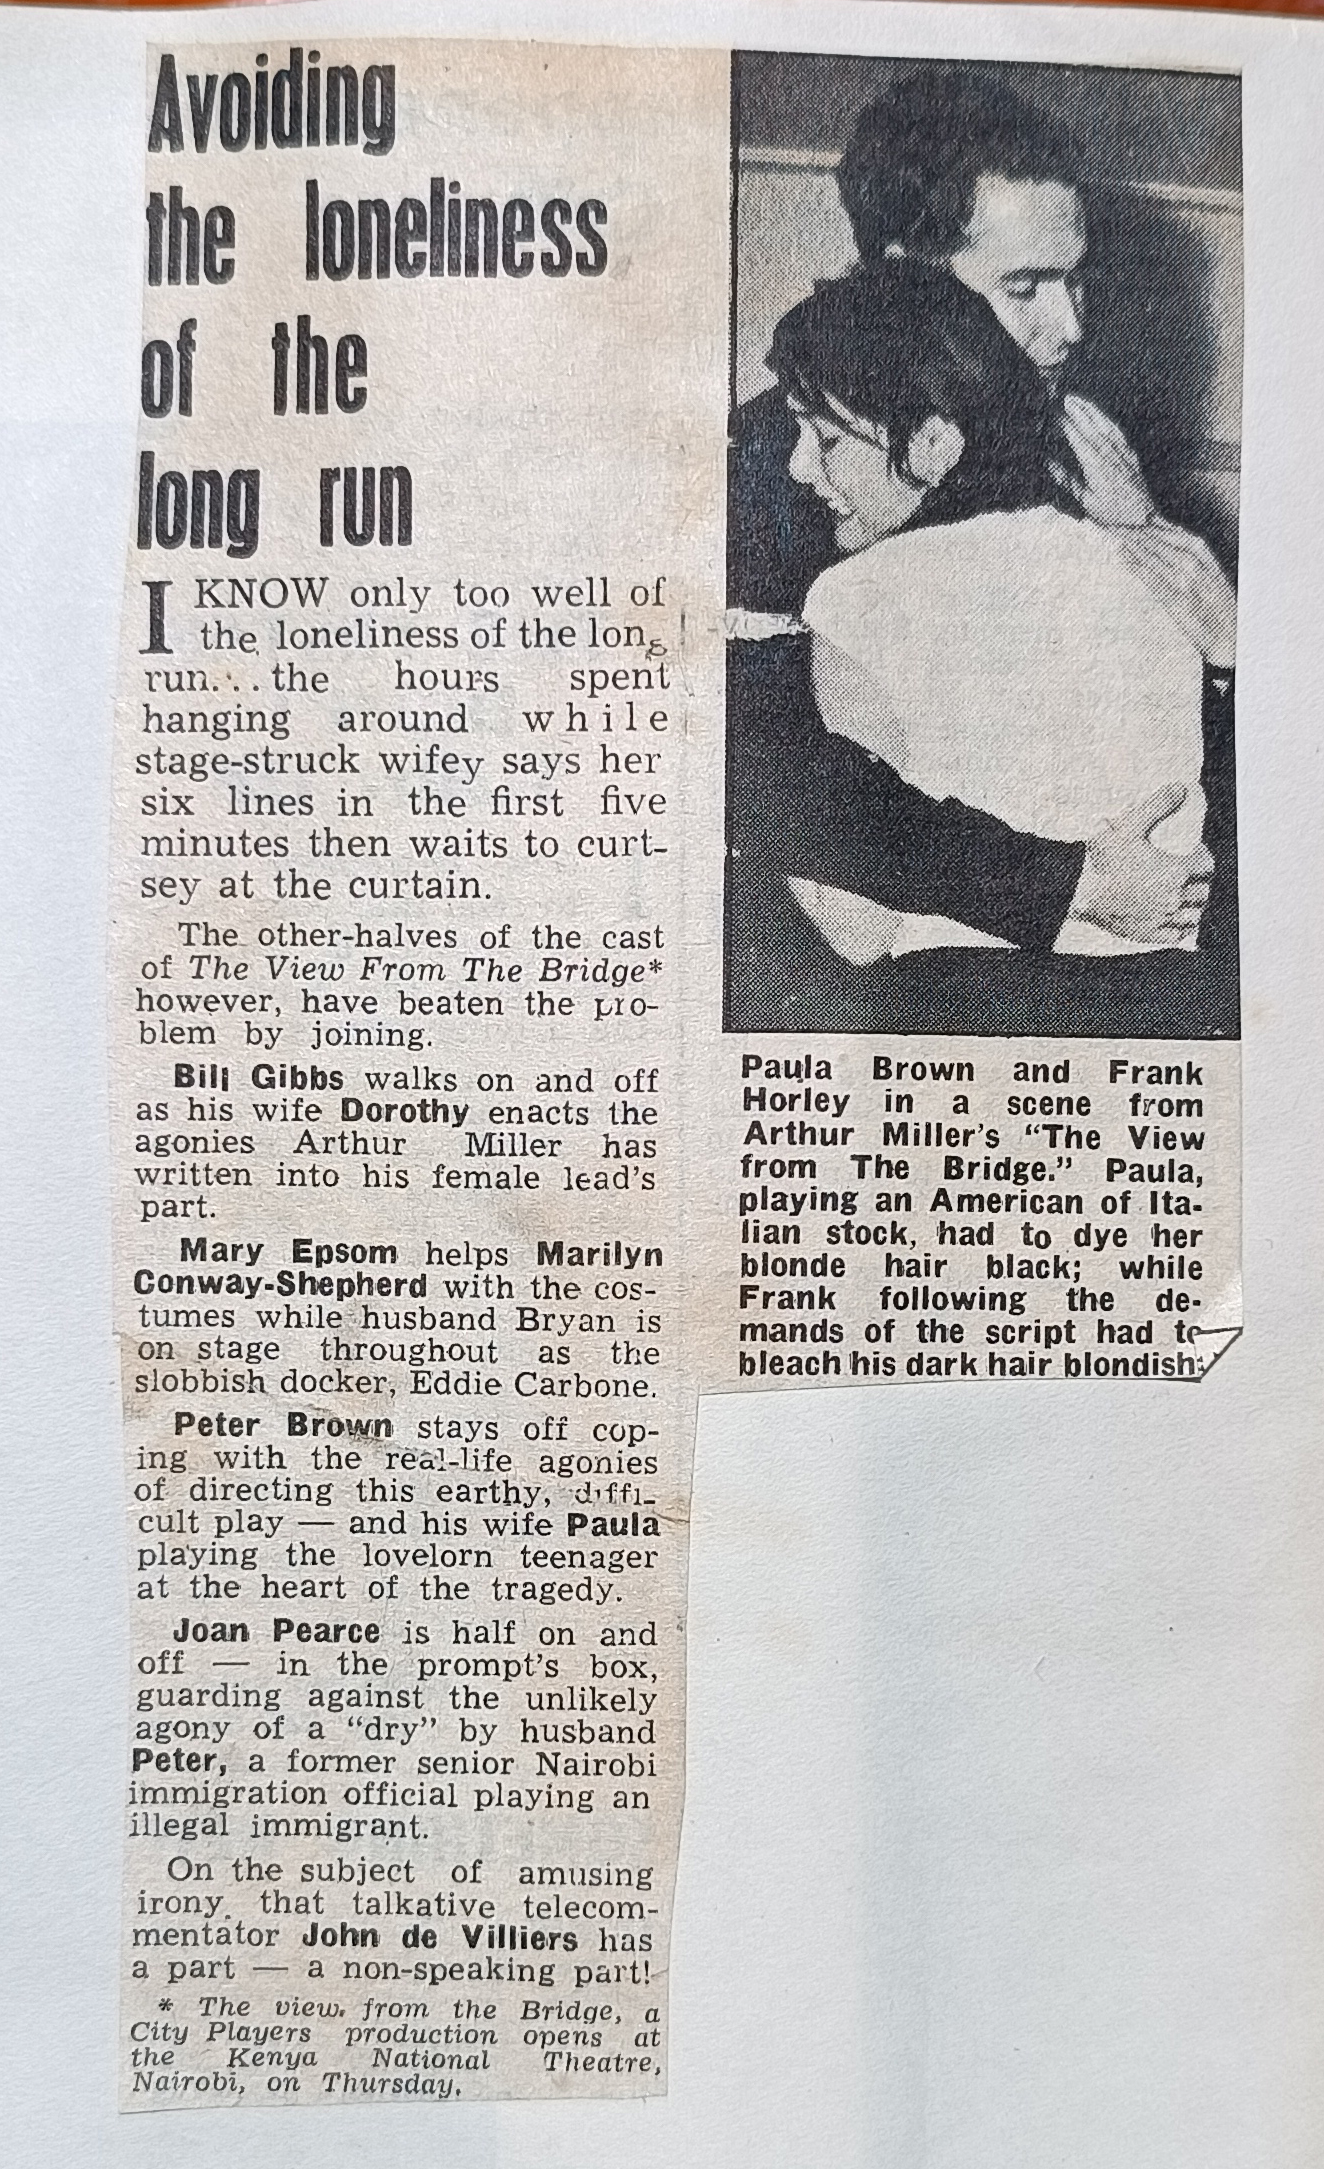 Avoiding
the loneliness
of the
long run
I KNOW only too well of
the loneliness of the long
run... the hours spent
hanging around while
stage-struck wifey says her
six lines in the first five
minutes then waits to curt-
sey at the curtain.
The other-halves of the cast
of The View From The Bridge*
however, have beaten the pro-
blem by joining.
Bill Gibbs walks on and off
as his wife Dorothy enacts the
agonies Arthur Miller has
written into his female lead's
part.
Mary Epsom helps Marilyn
Conway-Shepherd with the cos-
tumes while husband Bryan is
on stage throughout as the
slobbish docker, Eddie Carbone.
Peter Brown stays off cop-
ing with the real-life agonies
of directing this earthy, diffi-
cult play — and his wife Paula
playing the lovelorn teenager
at the heart of the tragedy.
Joan Pearce is half on and
off — in the prompt's box,
guarding against the unlikely
agony of a "dry" by husband
Peter, a former senior Nairobi
immigration official playing an
illegal immigrant.
On the subject of amusing
irony, that talkative telecom-
mentator John de Villiers has
a part — a non-speaking part!
* The view from the Bridge, a
City Players production opens at
the Kenya National Theatre,
Nairobi, on Thursday.
Paula Brown and Frank
Horley in a scene from
Arthur Miller's "The View
from The Bridge." Paula,
playing an American of Ita-
lian stock, had to dye her
blonde hair black; while
Frank following the de-
mands of the script had to
bleach his dark hair blondish.